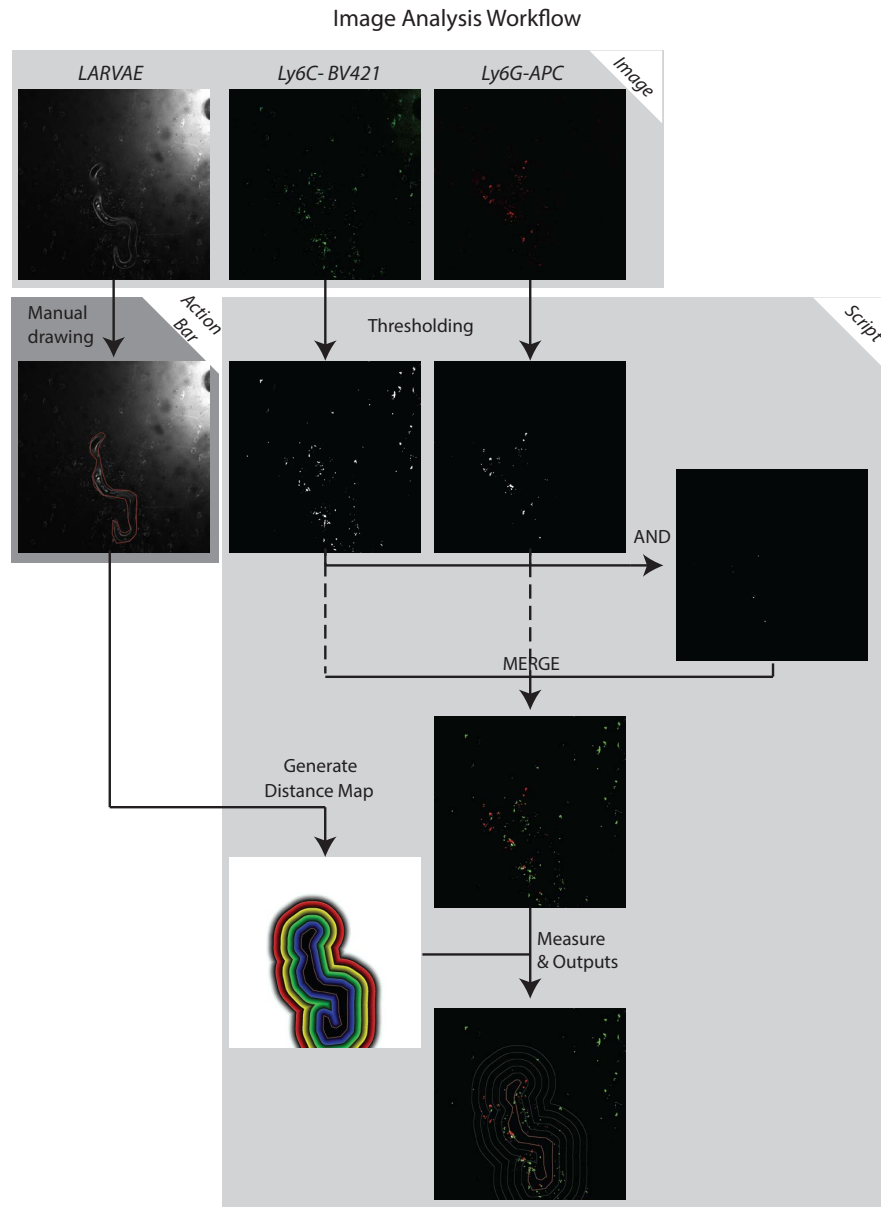 Image Analysis Workflow
LARVAE
Ly6C- BV421
Ly6G-APC
Image
Manual
drawing
Action
Bar
Thresholding
Script
AND
MERGE
Generate
Distance Map
Measure
& Outputs